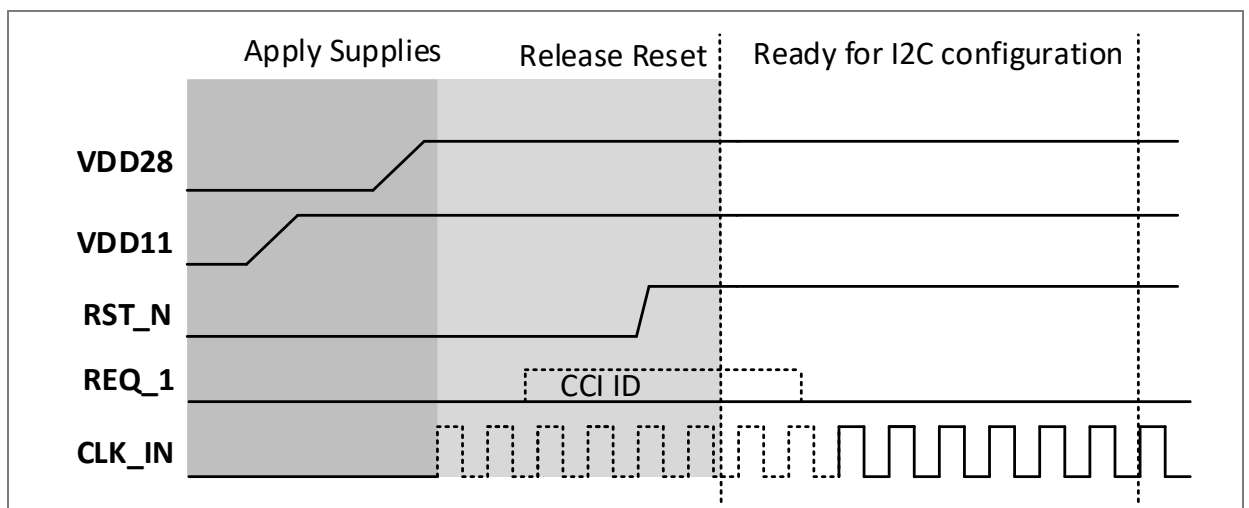 Apply Supplies
Release Reset
Ready for I2C configuration
VDD28
VDD11
RST_N
REQ_1
CCI ID
CLK_IN